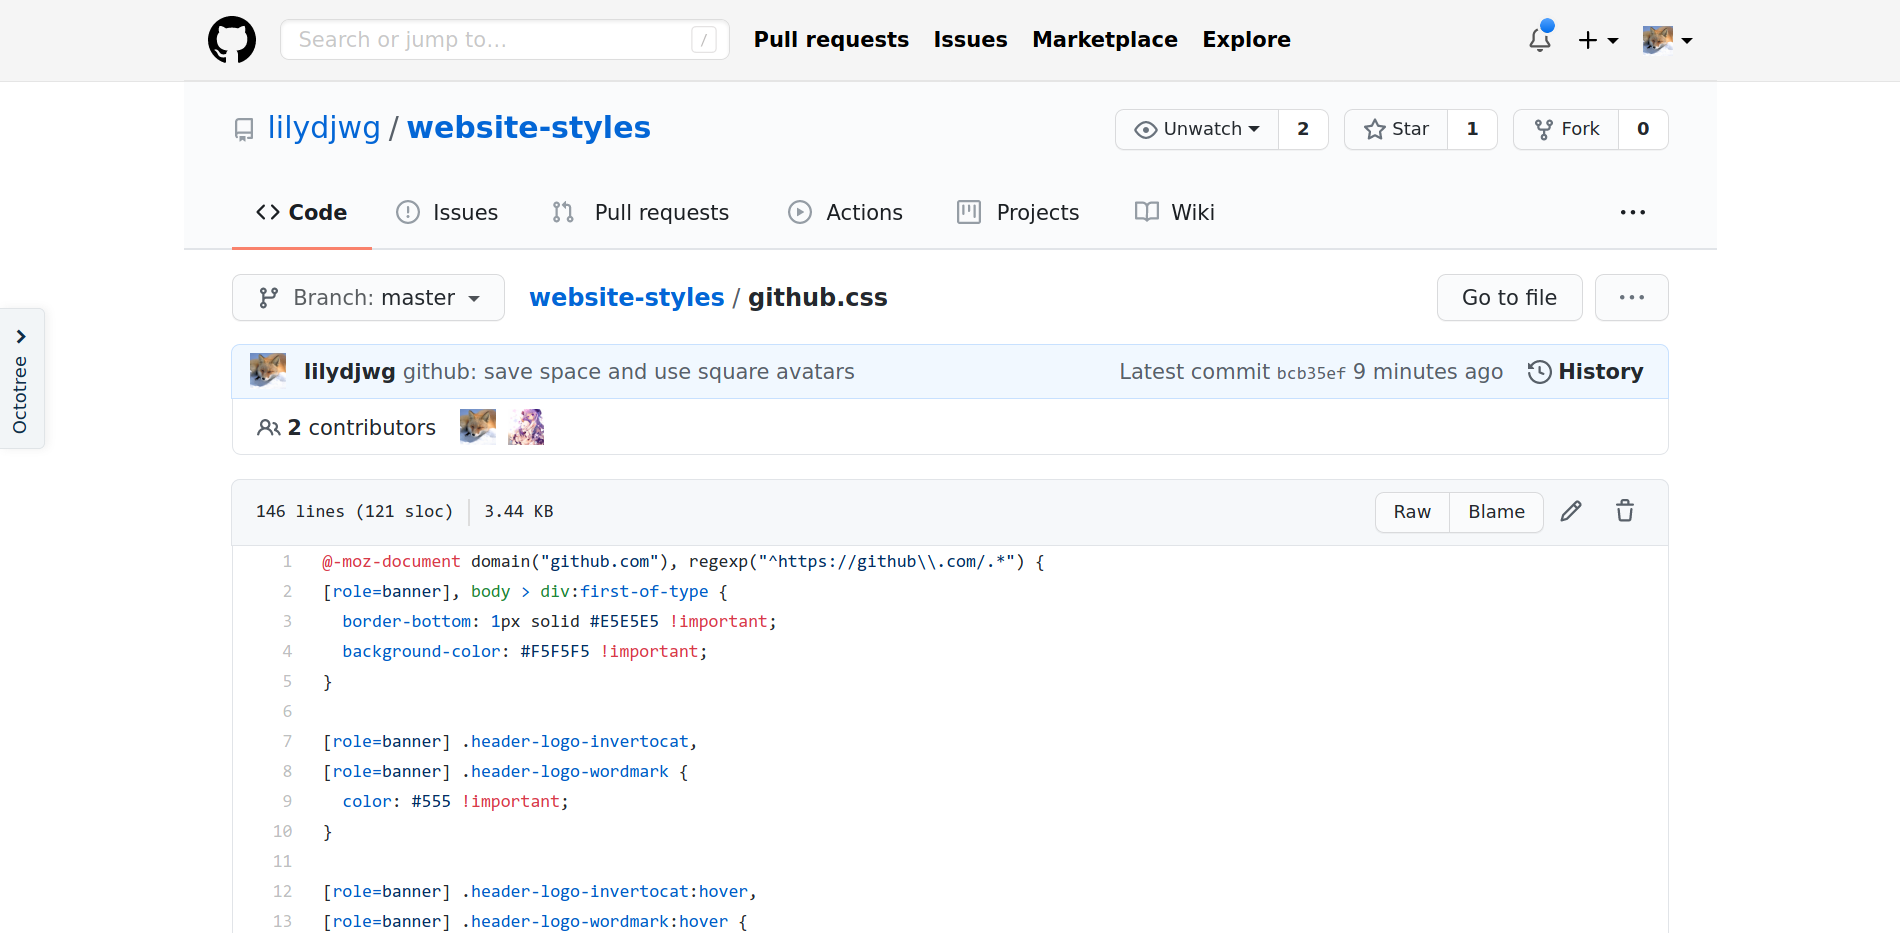 Search or jump to… / Pull requests Issues Marketplace Explore
lilydjwg / website-styles Unwatch 2 Star 1 Fork 0
Code Issues Pull requests Actions Projects Wiki
Branch: master website-styles / github.css Go to file
Octotree
lilydjwg github: save space and use square avatars Latest commit bcb35ef 9 minutes ago History
2 contributors
146 lines (121 sloc) 3.44 KB Raw Blame
1 @-moz-document domain("github.com"), regexp("^https://github\\.com/.*") {
2 [role=banner], body > div:first-of-type {
3   border-bottom: 1px solid #E5E5E5 !important;
4   background-color: #F5F5F5 !important;
5 }
6
7 [role=banner] .header-logo-invertocat,
8 [role=banner] .header-logo-wordmark {
9   color: #555 !important;
10 }
11
12 [role=banner] .header-logo-invertocat:hover,
13 [role=banner] .header-logo-wordmark:hover {